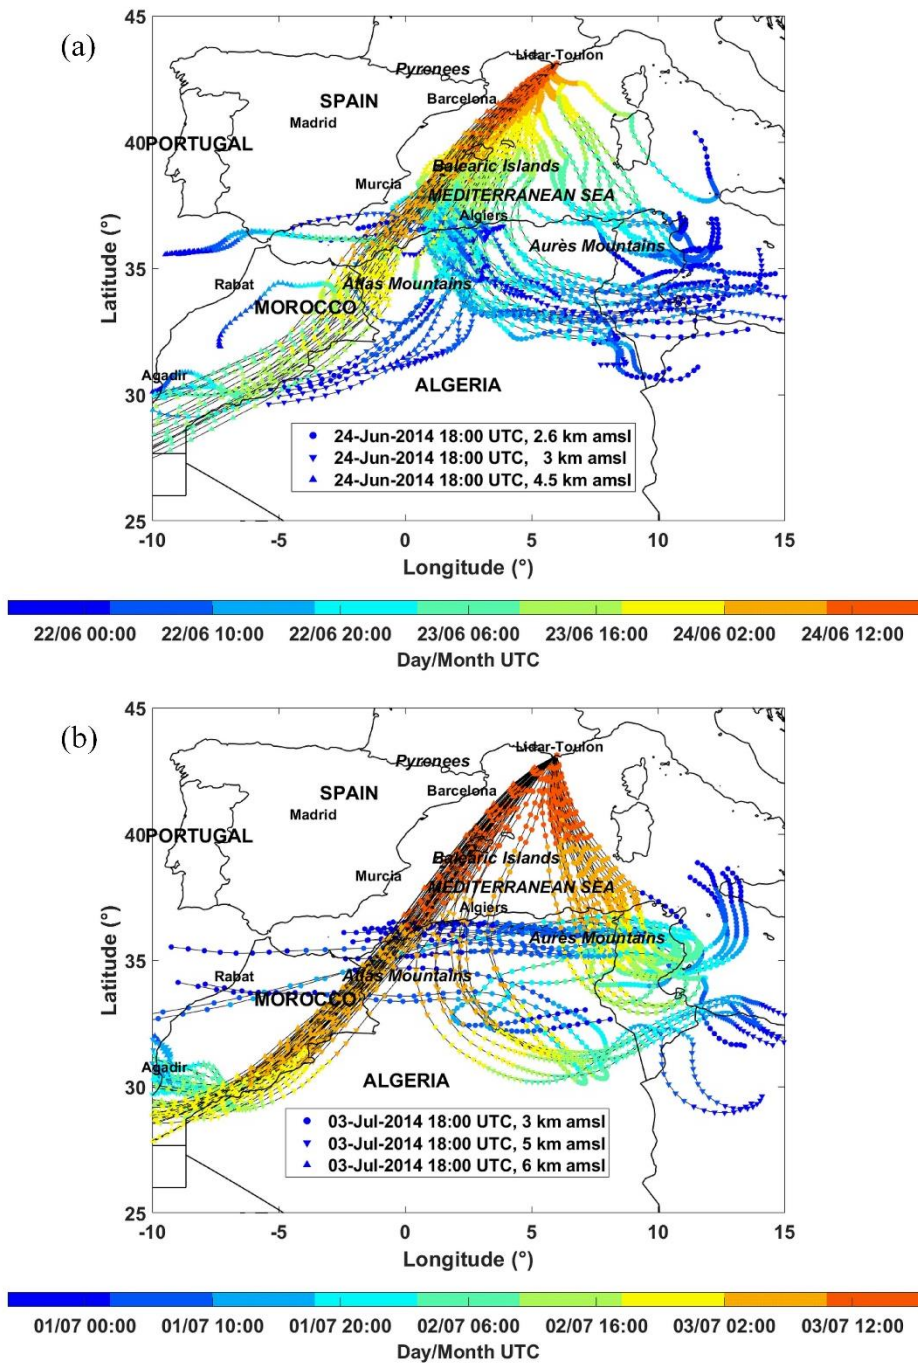 (a)
45
Lidar-Toulon
Pyrenees
Barcelona
SPAIN
Madrid
40
PORTUGAL
Balearic Islands
Murcia
MEDITERRANEAN SEA
Algiers
Aurès Mountains
35
Rabat
Atlas Mountains
MOROCCO
Agadir
ALGERIA
30
24-Jun-2014 18:00 UTC, 2.6 km amsl
24-Jun-2014 18:00 UTC, 3 km amsl
24-Jun-2014 18:00 UTC, 4.5 km amsl
25
-10 -5 0 5 10 15
Latitude (°)
Longitude (°)
22/06 00:00 22/06 10:00 22/06 20:00 23/06 06:00 23/06 16:00 24/06 02:00 24/06 12:00
Day/Month UTC
(b)
45
Lidar-Toulon
Pyrenees
Barcelona
SPAIN
Madrid
40
PORTUGAL
Balearic Islands
Murcia
MEDITERRANEAN SEA
Algiers
Aurès Mountains
35
Rabat
Atlas Mountains
MOROCCO
Agadir
ALGERIA
30
03-Jul-2014 18:00 UTC, 3 km amsl
03-Jul-2014 18:00 UTC, 5 km amsl
03-Jul-2014 18:00 UTC, 6 km amsl
25
-10 -5 0 5 10 15
Latitude (°)
Longitude (°)
01/07 00:00 01/07 10:00 01/07 20:00 02/07 06:00 02/07 16:00 03/07 02:00 03/07 12:00
Day/Month UTC